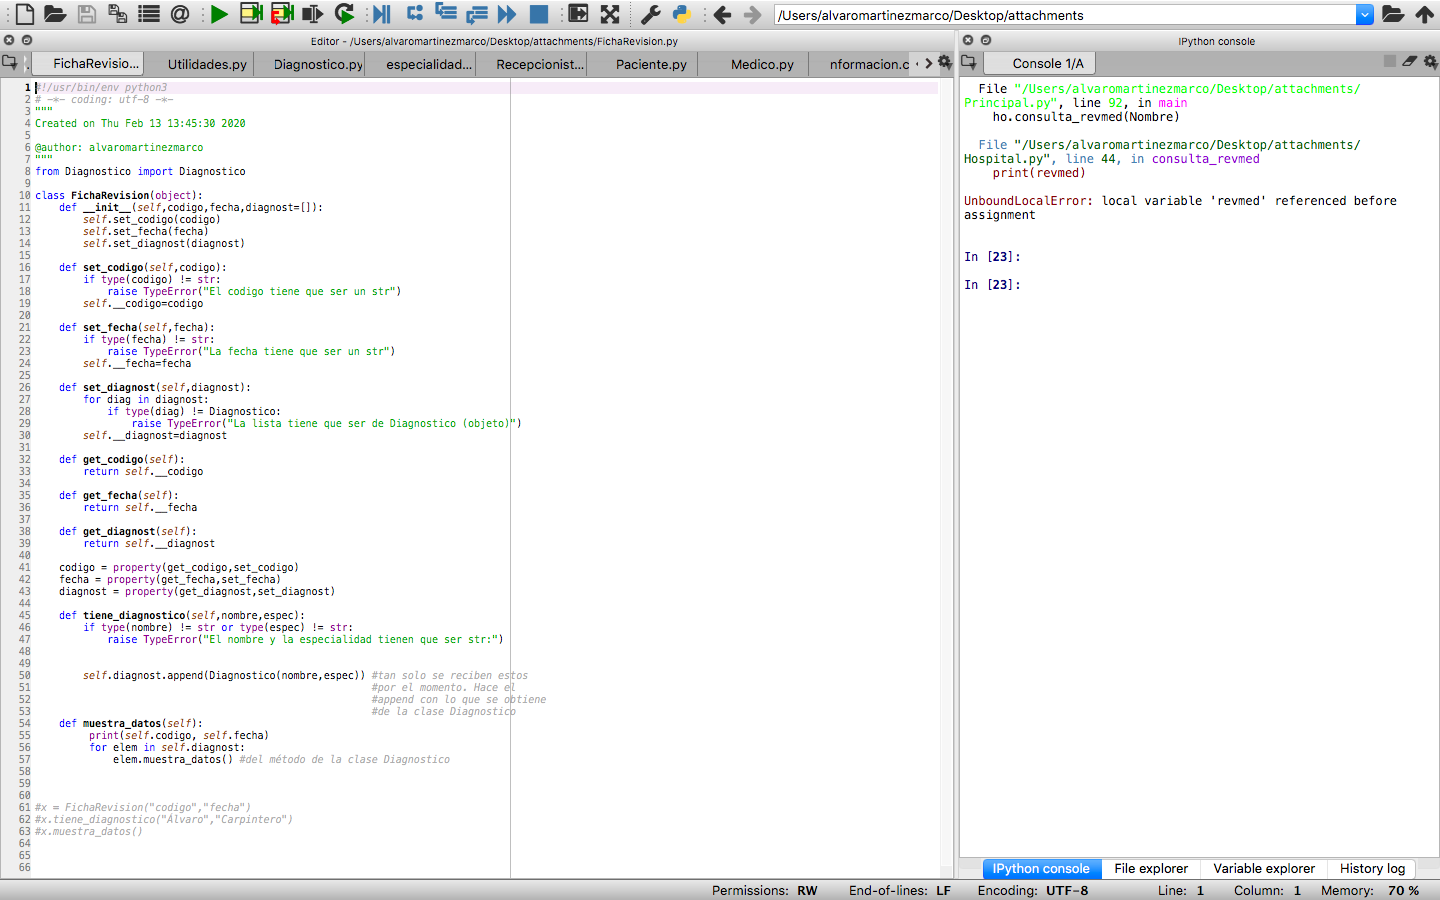 /Users/alvaromartinezmarco/Desktop/attachments
Editor - /Users/alvaromartinezmarco/Desktop/attachments/FichaRevision.py
IPython console
FichaRevisio...
Utilidades.py
Diagnostico.py
especialidad...
Recepcionist...
Paciente.py
Medico.py
nformacion.c
Console 1/A
1 #!/usr/bin/env python3
2 # -*- coding: utf-8 -*-
3 """
4 Created on Thu Feb 13 13:45:30 2020
5
6 @author: alvaromartinezmarco
7 """
8 from Diagnostico import Diagnostico
9
10 class FichaRevision(object):
11     def __init__(self,codigo,fecha,diagnost=[]):
12         self.set_codigo(codigo)
13         self.set_fecha(fecha)
14         self.set_diagnost(diagnost)
15
16     def set_codigo(self,codigo):
17         if type(codigo) != str:
18             raise TypeError("El codigo tiene que ser un str")
19         self.__codigo=codigo
20
21     def set_fecha(self,fecha):
22         if type(fecha) != str:
23             raise TypeError("La fecha tiene que ser un str")
24         self.__fecha=fecha
25
26     def set_diagnost(self,diagnost):
27         for diag in diagnost:
28             if type(diag) != Diagnostico:
29                 raise TypeError("La lista tiene que ser de Diagnostico (objeto)")
30         self.__diagnost=diagnost
31
32     def get_codigo(self):
33         return self.__codigo
34
35     def get_fecha(self):
36         return self.__fecha
37
38     def get_diagnost(self):
39         return self.__diagnost
40
41     codigo = property(get_codigo,set_codigo)
42     fecha = property(get_fecha,set_fecha)
43     diagnost = property(get_diagnost,set_diagnost)
44
45     def tiene_diagnostico(self,nombre,espec):
46         if type(nombre) != str or type(espec) != str:
47             raise TypeError("El nombre y la especialidad tienen que ser str:")
48
49
50         self.diagnost.append(Diagnostico(nombre,espec)) #tan solo se reciben estos
51                                                         #por el momento. Hace el
52                                                         #append con lo que se obtiene
53                                                         #de la clase Diagnostico
54     def muestra_datos(self):
55          print(self.codigo, self.fecha)
56          for elem in self.diagnost:
57              elem.muestra_datos() #del método de la clase Diagnostico
58
59
60
61 #x = FichaRevision("codigo","fecha")
62 #x.tiene_diagnostico("Álvaro","Carpintero")
63 #x.muestra_datos()
64
65
66
File "/Users/alvaromartinezmarco/Desktop/attachments/
Principal.py", line 92, in main
ho.consulta_revmed(Nombre)
File "/Users/alvaromartinezmarco/Desktop/attachments/
Hospital.py", line 44, in consulta_revmed
print(revmed)
UnboundLocalError: local variable 'revmed' referenced before
assignment
In [23]:
In [23]:
IPython console
File explorer
Variable explorer
History log
Permissions: RW
End-of-lines: LF
Encoding: UTF-8
Line: 1
Column: 1
Memory: 70 %